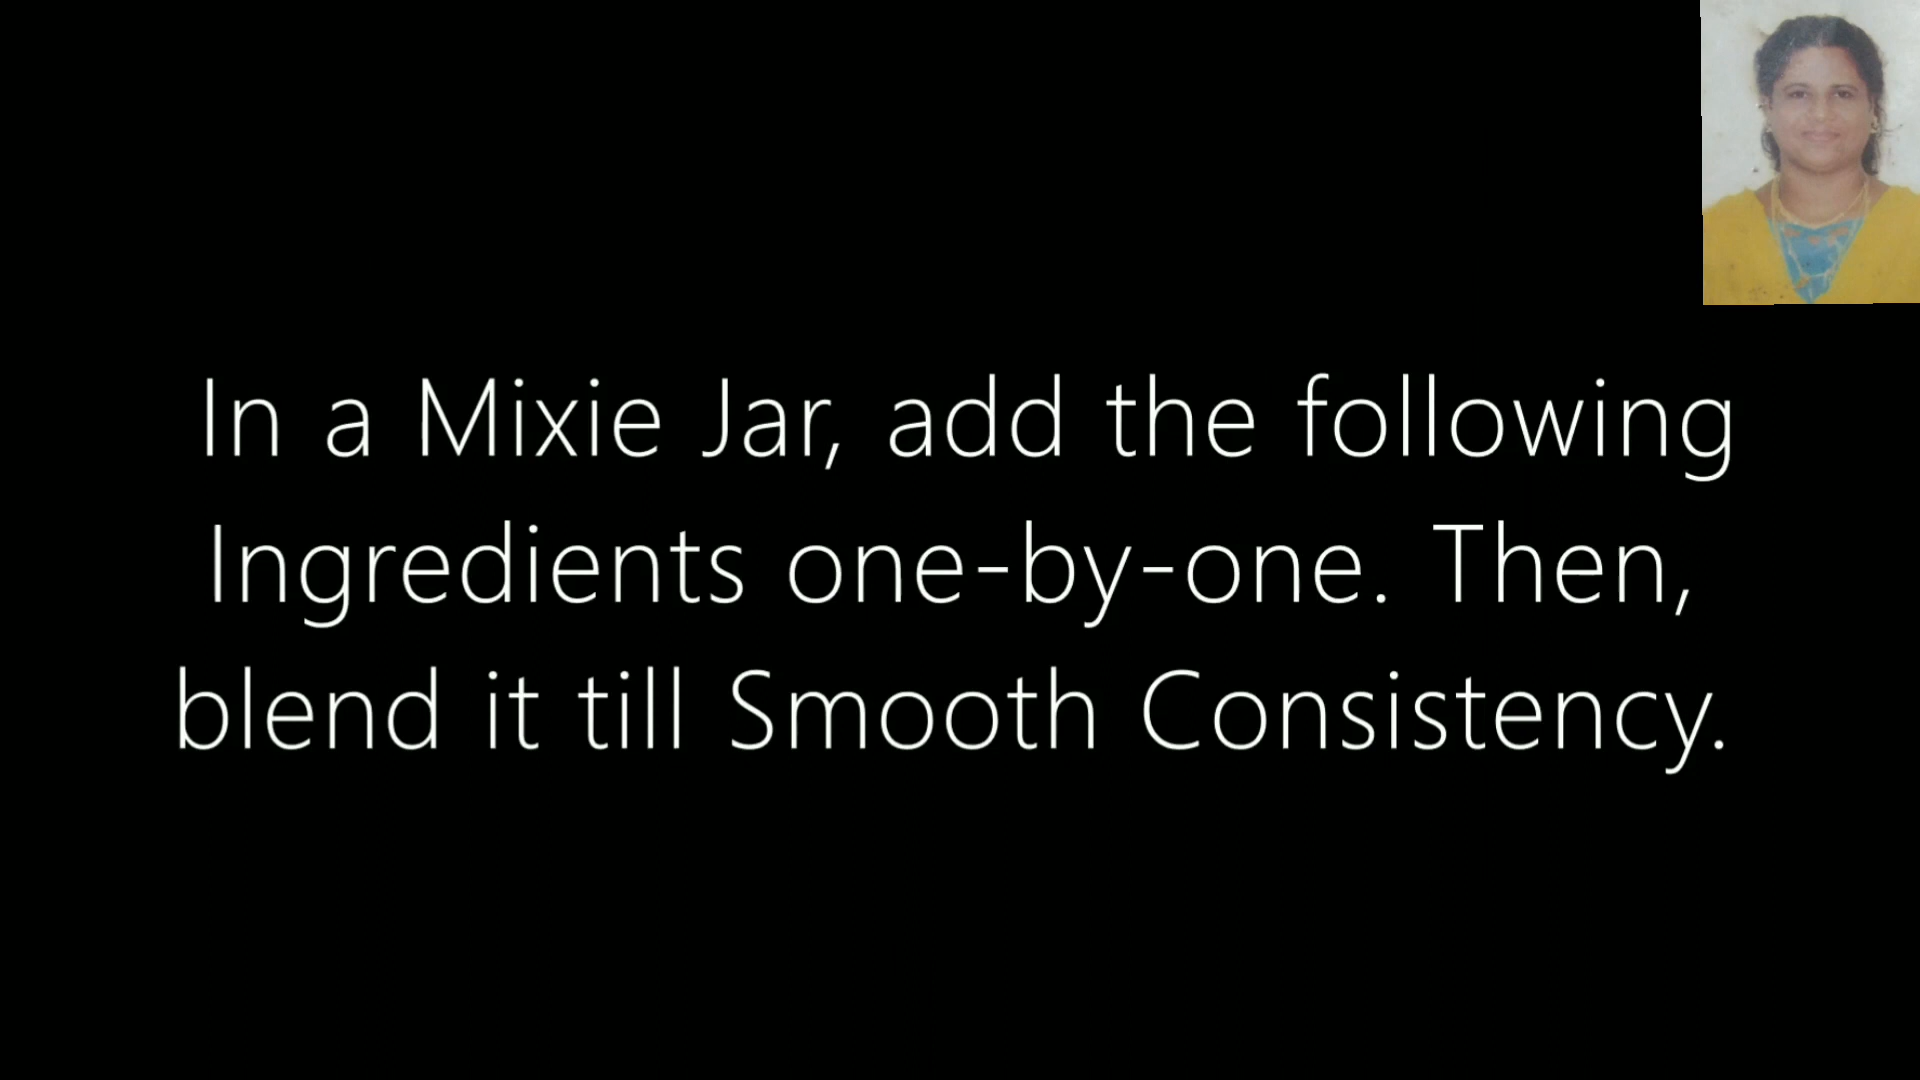 In a Mixie Jar, add the following
Ingredients one-by-one. Then,
blend it till Smooth Consistency.